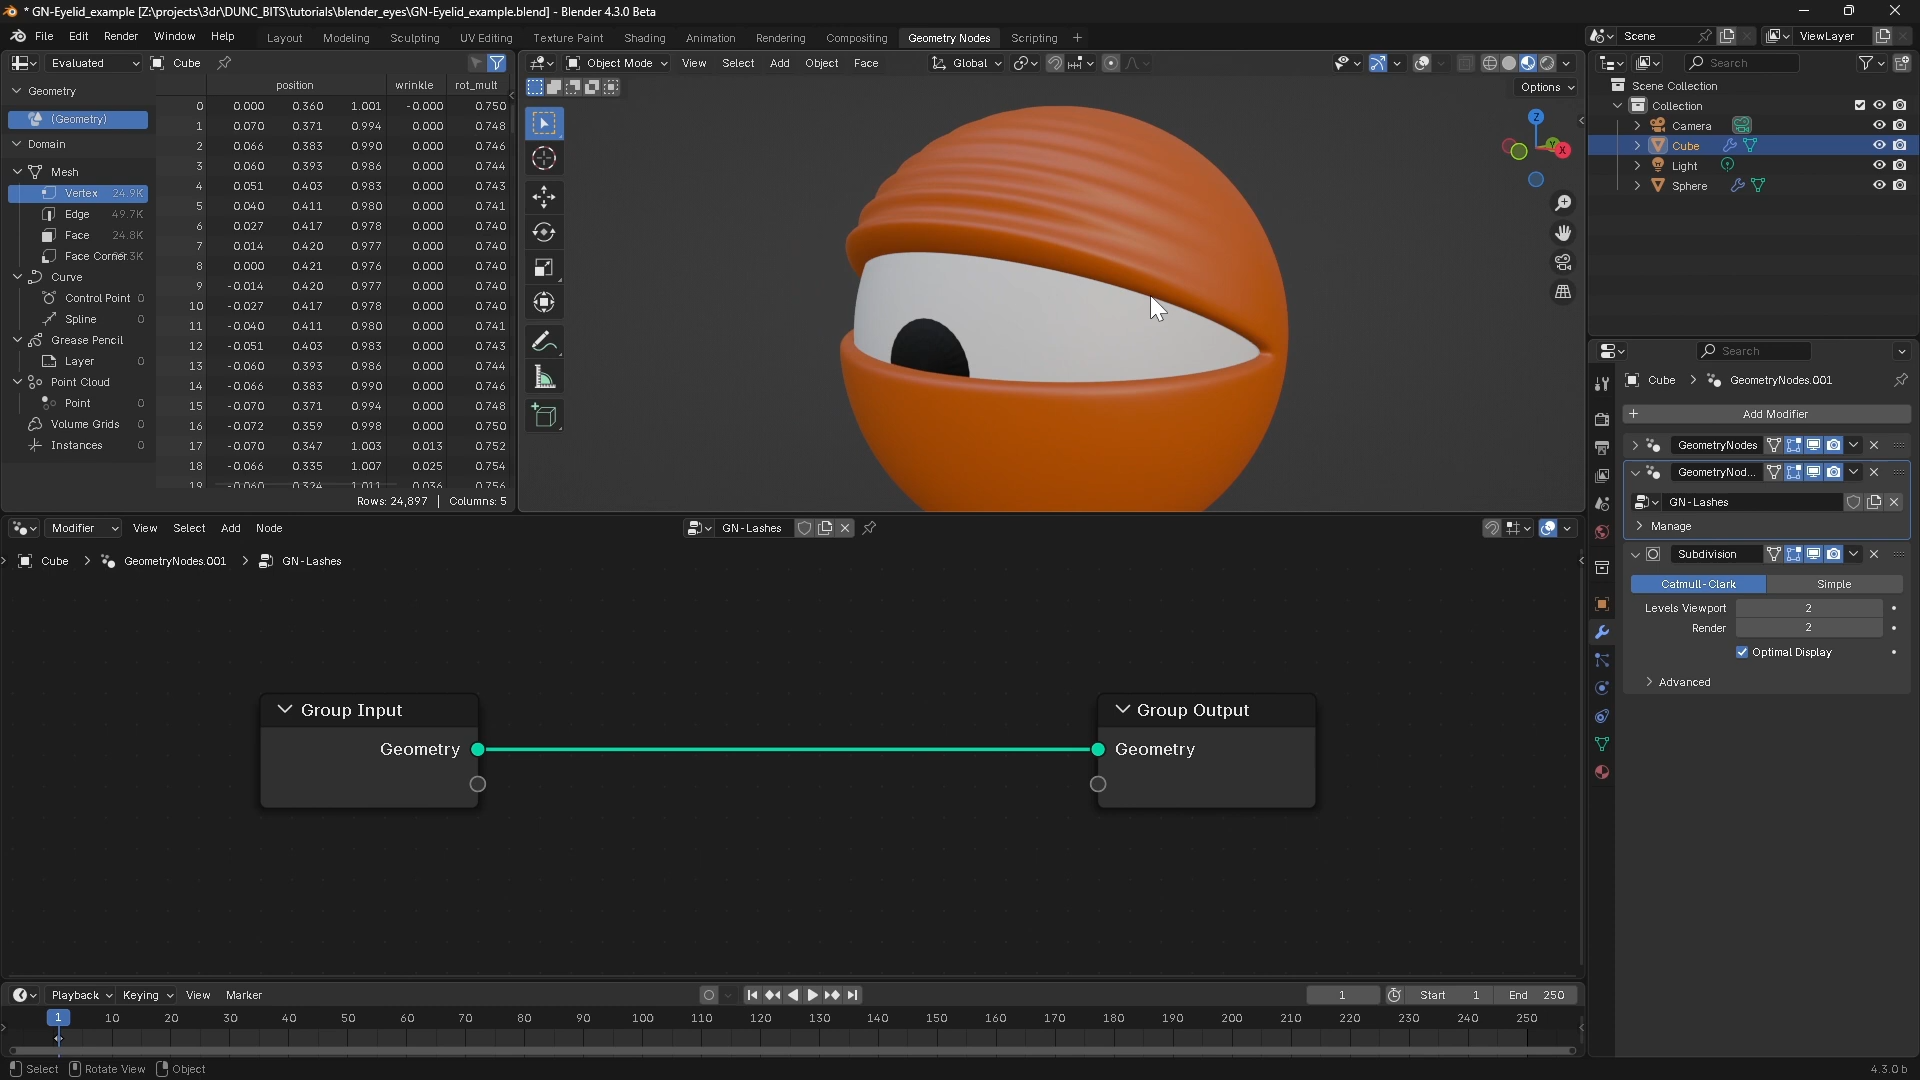 * GN-Eyelid_example [Z:\projects\3dr\DUNC_BITS\tutorials\blender_eyes\GN-Eyelid_example.blend] - Blender 4.3.0 Beta
File Edit Render Window Help Layout Modeling Sculpting UV Editing Texture Paint Shading Animation Rendering Compositing Geometry Nodes Scripting + Scene ViewLayer
Evaluated Cube Object Mode View Select Add Object Face Global Search
Options
position wrinkle rot_mult
Geometry
(Geometry)
Domain
Mesh
Vertex 24.9K
Edge 49.7K
Face 24.8K
Face Corner
Curve
Control Point 0
Spline 0
Grease Pencil
Layer 0
Point Cloud
Point 0
Volume Grids 0
Instances 0
0 0.000 0.360 1.001 -0.000 0.750
1 0.070 0.371 0.994 0.000 0.748
2 0.066 0.383 0.990 0.000 0.746
3 0.060 0.393 0.986 0.000 0.744
4 0.051 0.403 0.983 0.000 0.743
5 0.040 0.411 0.980 0.000 0.741
6 0.027 0.417 0.978 0.000 0.740
7 0.014 0.420 0.977 0.000 0.740
8 0.000 0.421 0.976 0.000 0.740
9 -0.014 0.420 0.977 0.000 0.740
10 -0.027 0.417 0.978 0.000 0.740
11 -0.040 0.411 0.980 0.000 0.741
12 -0.051 0.403 0.983 0.000 0.743
13 -0.060 0.393 0.986 0.000 0.744
14 -0.066 0.383 0.990 0.000 0.746
15 -0.070 0.371 0.994 0.000 0.748
16 -0.072 0.359 0.998 0.000 0.750
17 -0.070 0.347 1.003 0.013 0.752
18 -0.066 0.335 1.007 0.025 0.754
19 -0.060 0.324 1.011 0.036 0.756
Rows: 24,897 | Columns: 5
Z
Y
X
Scene Collection
Collection
Camera
Cube
Light
Sphere
Search
Cube > GeometryNodes.001
+ Add Modifier
GeometryNodes
GeometryNod...
GN-Lashes
Manage
Subdivision
Catmull-Clark Simple
Levels Viewport 2
Render 2
Optimal Display
Advanced
Modifier View Select Add Node GN-Lashes
Cube > GeometryNodes.001 > GN-Lashes
Group Input
Geometry
Group Output
Geometry
Playback Keying View Marker 1 Start 1 End 250
1 10 20 30 40 50 60 70 80 90 100 110 120 130 140 150 160 170 180 190 200 210 220 230 240 250
Select Rotate View Object 4.3.0 b